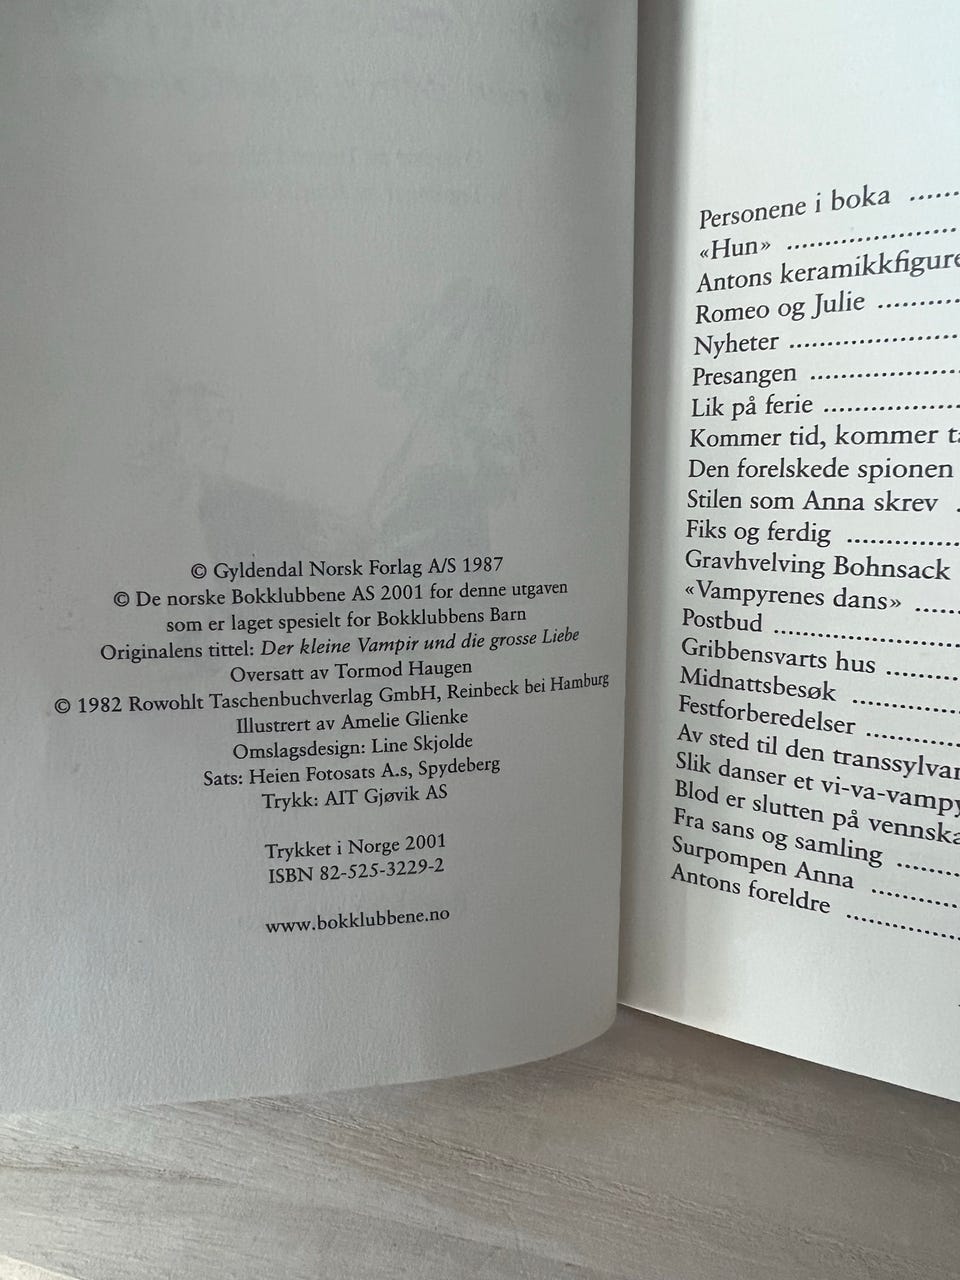 © Gyldendal Norsk Forlag A/S 1987
© De norske Bokklubbene AS 2001 for denne utgaven
som er laget spesielt for Bokklubbens Barn
Originalens tittel: Der kleine Vampir und die grosse Liebe
Oversatt av Tormod Haugen
© 1982 Rowohlt Taschenbuchverlag GmbH, Reinbeck bei Hamburg
Illustrert av Amelie Glienke
Omslagsdesign: Line Skjolde
Sats: Heien Fotosats A.s, Spydeberg
Trykk: AIT Gjøvik AS
Trykket i Norge 2001
ISBN 82-525-3229-2
www.bokklubbene.no
Personene i boka ......
«Hun» ......................
Antons keramikkfigure
Romeo og Julie ..........
Nyheter ......................
Presangen ...................
Lik på ferie .................
Kommer tid, kommer ta
Den forelskede spionen
Stilen som Anna skrev .
Fiks og ferdig ..............
Gravhvelving Bohnsack
«Vampyrenes dans» ......
Postbud ........................
Gribbensvarts hus .........
Midnattsbesøk ..............
Festforberedelser ............
Av sted til den transsylvan
Slik danser et vi-va-vampy
Blod er slutten på vennska
Fra sans og samling ........
Surpompen Anna ............
Antons foreldre ...............